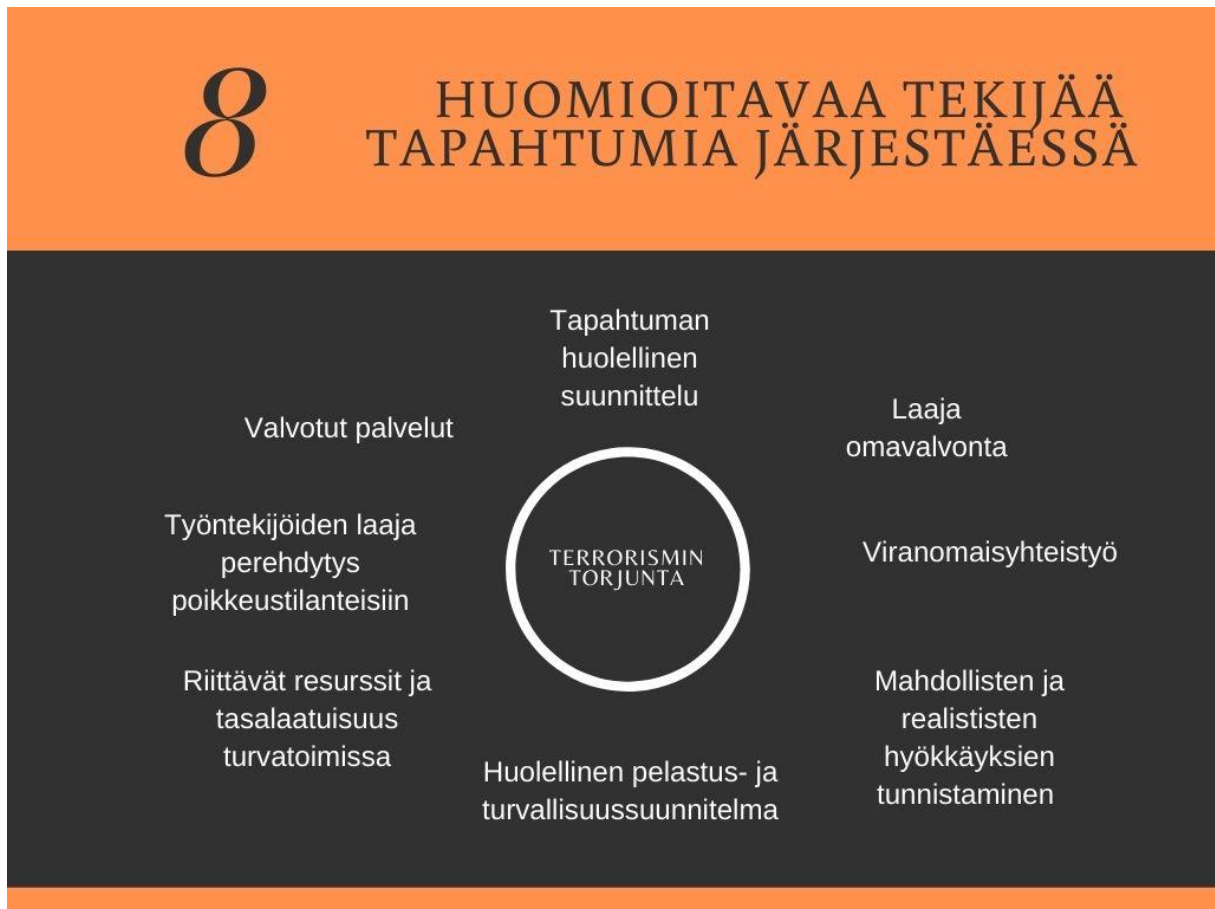 8
HUOMIOITAVAA TEKIJÄÄ
TAPAHTUMIA JÄRJESTÄESSÄ
Tapahtuman
huolellinen
suunnittelu
Laaja
omavalvonta
Viranomaisyhteistyö
Mahdollisten ja
realististen
hyökkäyksien
tunnistaminen
Huolellinen pelastus- ja
turvallisuussuunnitelma
Riittävät resurssit ja
tasalaatuisuus
turvatoimissa
Työntekijöiden laaja
perehdytys
poikkeustilanteisiin
Valvotut palvelut
TERRORISMIN
TORJUNTA